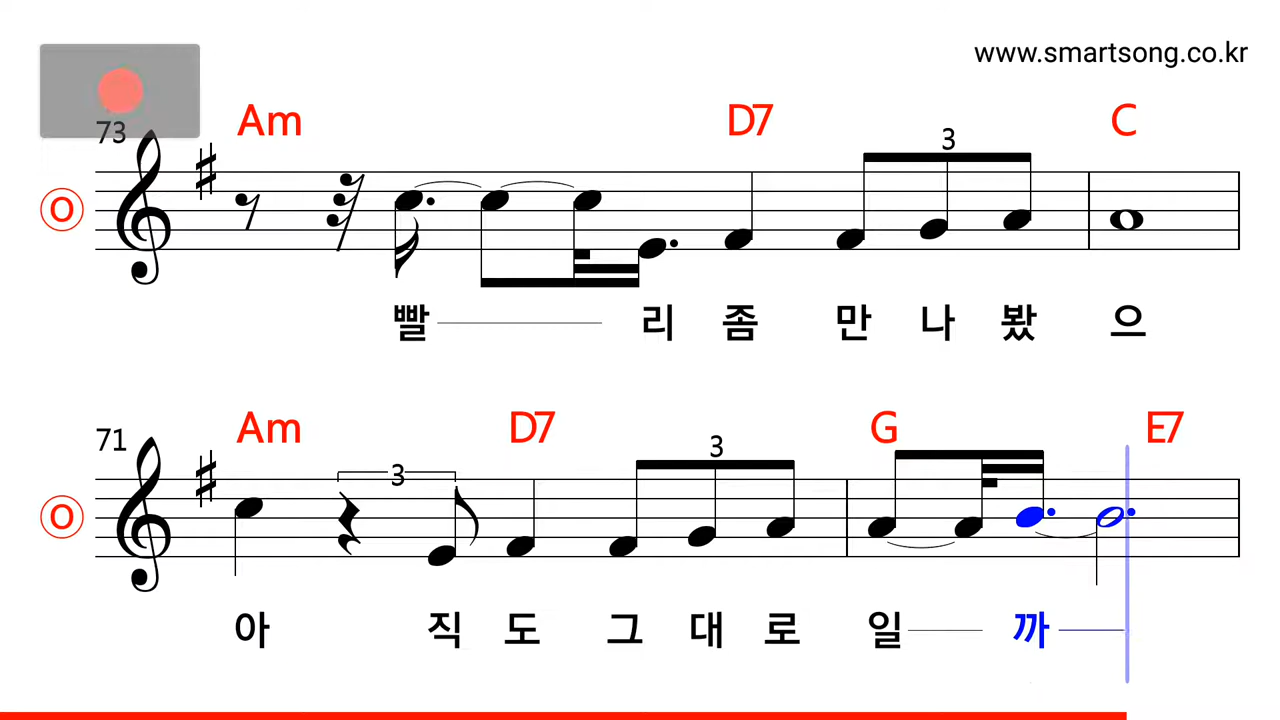 www.smartsong.co.kr
73 Am D7 C
3
O
빨 리 좀 만 나 봤 으
71 Am D7 G E7
3 3
O
아 직 도 그 대 로 일 까